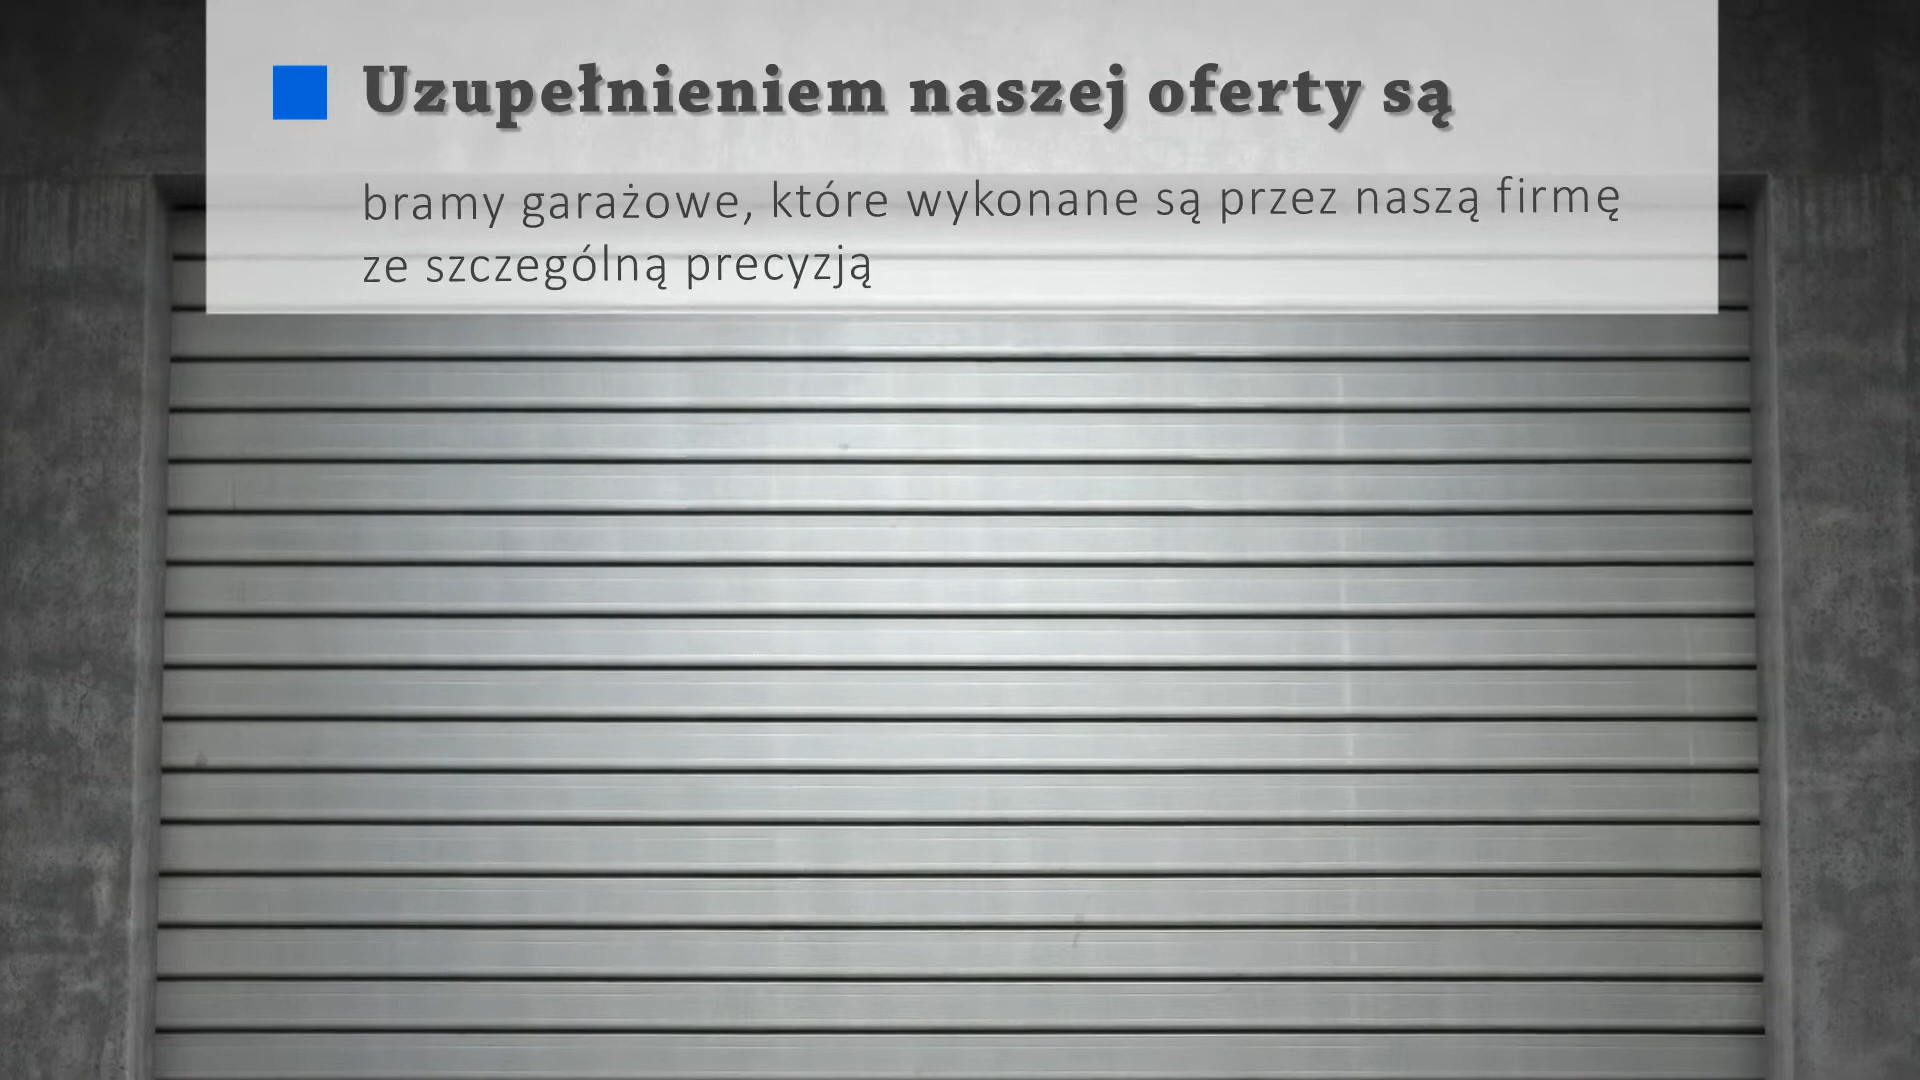 Uzupełnieniem naszej oferty są
bramy garażowe, które wykonane są przez naszą firmę
ze szczególną precyzją